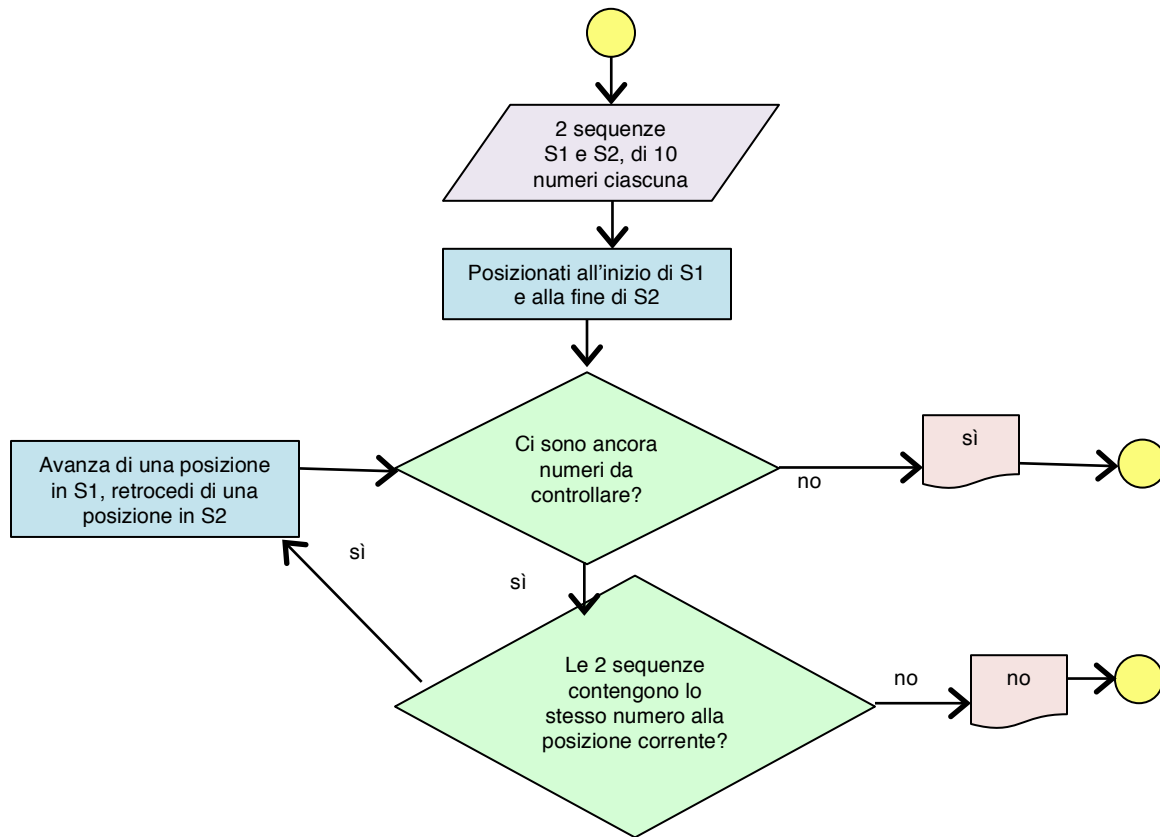 2 sequenze
S1 e S2, di 10
numeri ciascuna
Posizionati all'inizio di S1
e alla fine di S2
Ci sono ancora
numeri da
controllare?
no
sì
Avanza di una posizione
in S1, retrocedi di una
posizione in S2
sì
sì
Le 2 sequenze
contengono lo
stesso numero alla
posizione corrente?
no
no